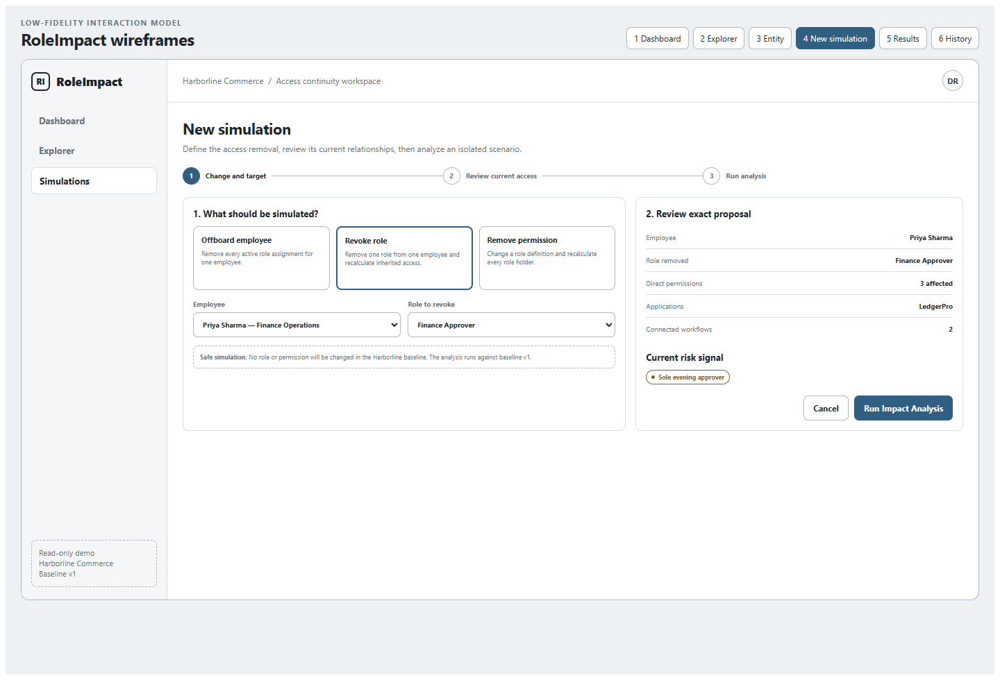 LOW-FIDELITY INTERACTION MODEL
RoleImpact wireframes
1 Dashboard
2 Explorer
3 Entity
4 New simulation
5 Results
6 History
RI
RoleImpact
Dashboard
Explorer
Simulations
Read-only demo
Harborline Commerce
Baseline v1
Harborline Commerce / Access continuity workspace
DR
New simulation
Define the access removal, review its current relationships, then analyze an isolated scenario.
1 Change and target
2 Review current access
3 Run analysis
1. What should be simulated?
Offboard employee
Remove every active role assignment for
one employee.
Revoke role
Remove one role from one employee and
recalculate inherited access.
Remove permission
Change a role definition and recalculate
every role holder.
Employee
Priya Sharma — Finance Operations
Role to revoke
Finance Approver
Safe simulation. No role or permission will be changed in the Harborline baseline. The analysis runs against baseline v1.
2. Review exact proposal
Employee Priya Sharma
Role removed Finance Approver
Direct permissions 3 affected
Applications LedgerPro
Connected workflows 2
Current risk signal
Sole evening approver
Cancel
Run Impact Analysis